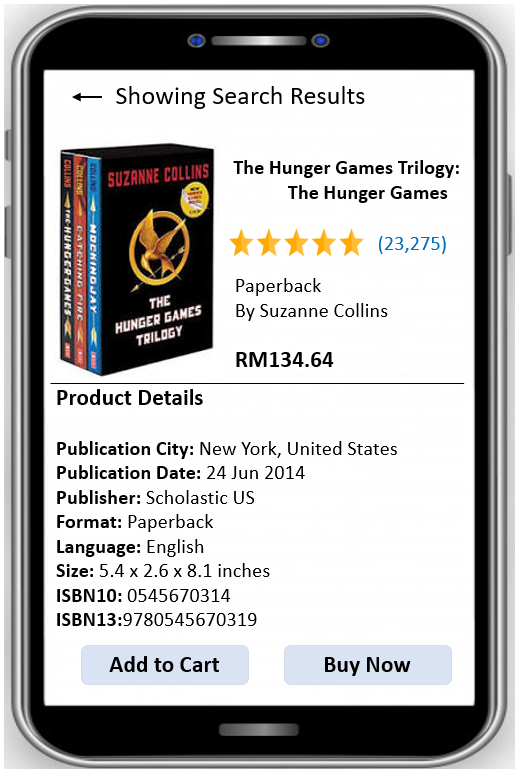 ← Showing Search Results
COLLINS
THE HUNGER GAMES
COLLINS
CATCHING FIRE
COLLINS
MOCKINGJAY
SUZANNE COLLINS
THE
HUNGER GAMES
TRILOGY
The Hunger Games Trilogy:
The Hunger Games
(23,275)
Paperback
By Suzanne Collins
RM134.64
Product Details
Publication City: New York, United States
Publication Date: 24 Jun 2014
Publisher: Scholastic US
Format: Paperback
Language: English
Size: 5.4 x 2.6 x 8.1 inches
ISBN10: 0545670314
ISBN13:9780545670319
Add to Cart
Buy Now